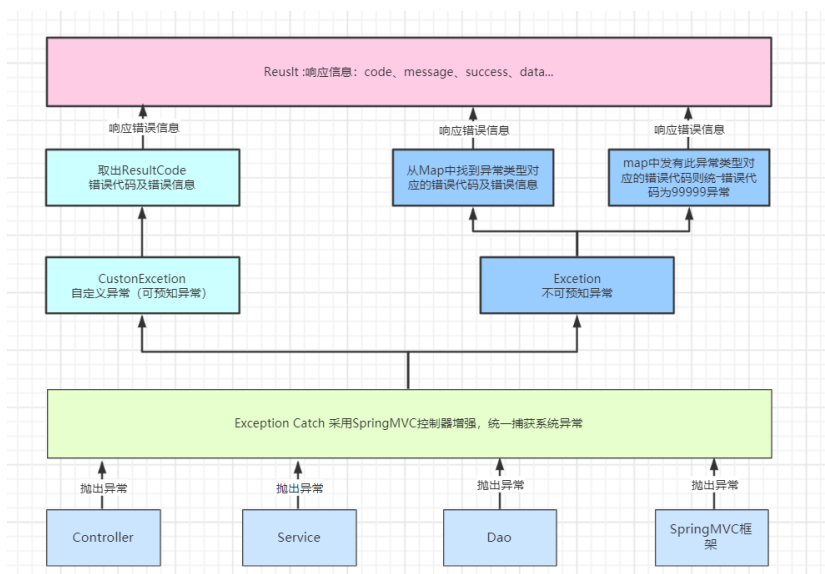 Reuslt :响应信息：code、message、success、data...
响应错误信息
响应错误信息
响应错误信息
取出ResultCode
错误代码及错误信息
从Map中找到异常类型对
应的错误代码及错误信息
map中发有此异常类型对
应的错误代码则统-错误代
码为99999异常
CustonExcetion
自定义异常（可预知异常）
Excetion
不可预知异常
Exception Catch 采用SpringMVC控制器增强，统一捕获系统异常
抛出异常
抛出异常
抛出异常
抛出异常
Controller
Service
Dao
SpringMVC框
架